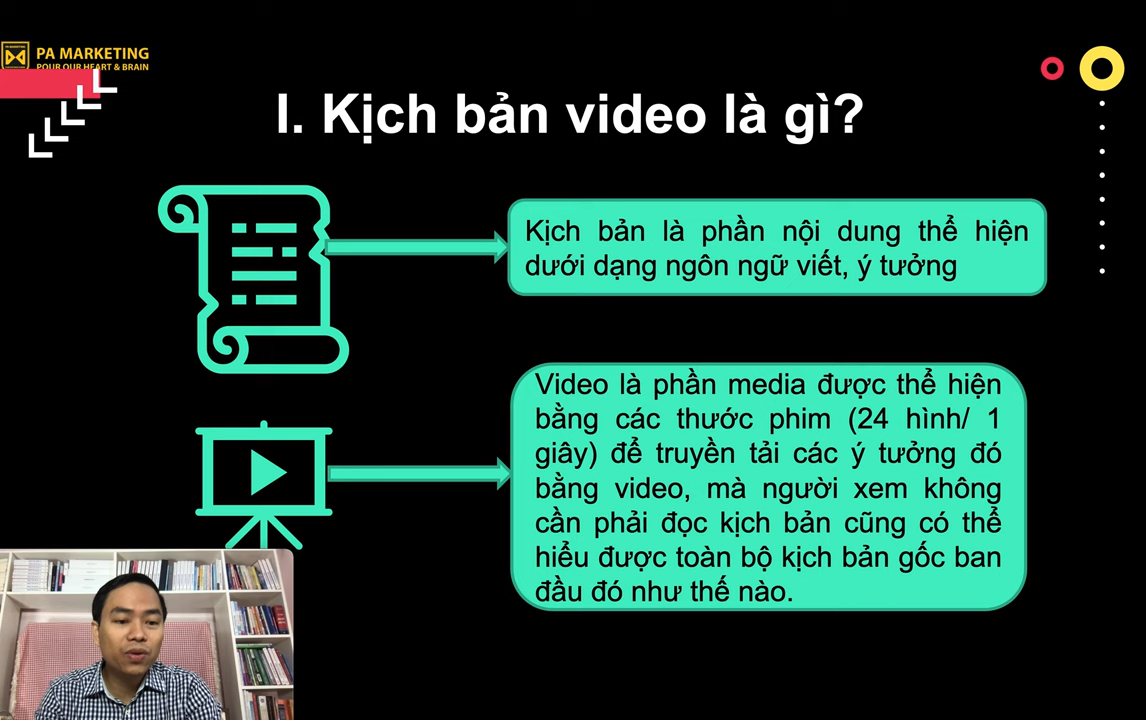 PA MARKETING
POUR OUR HEART & BRAIN
I. Kịch bản video là gì?
Kịch bản là phần nội dung thể hiện
dưới dạng ngôn ngữ viết, ý tưởng
Video là phần media được thể hiện
bằng các thước phim (24 hình/ 1
giây) để truyền tải các ý tưởng đó
bằng video, mà người xem không
cần phải đọc kịch bản cũng có thể
hiểu được toàn bộ kịch bản gốc ban
đầu đó như thế nào.